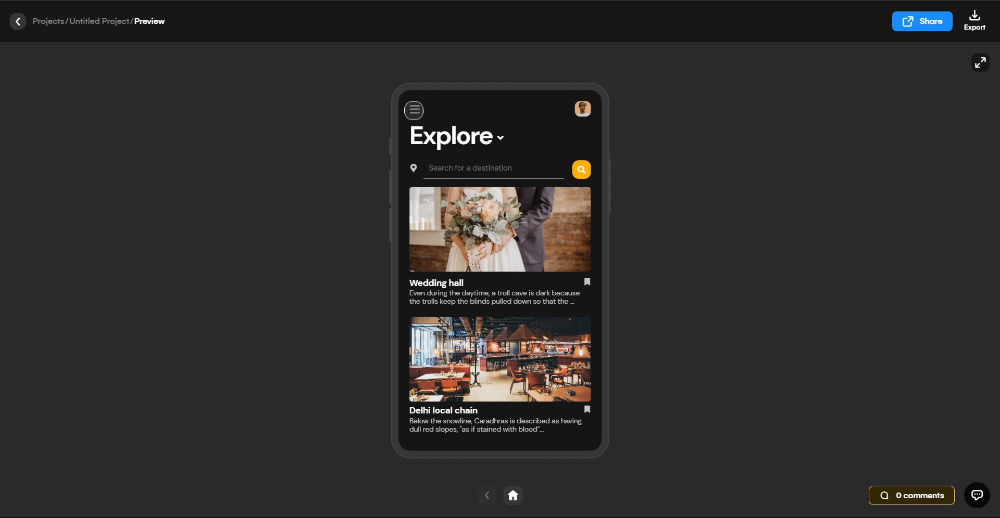 Projects/Untitled Project/Preview
Share
Export
Explore
Search for a destination
Wedding hall
Even during the daytime, a troll cave is dark because
the trolls keep the blinds pulled down so that the ...
Delhi local chain
Below the snowline, Caradhras is described as having
dull red slopes, "as if stained with blood"...
0 comments